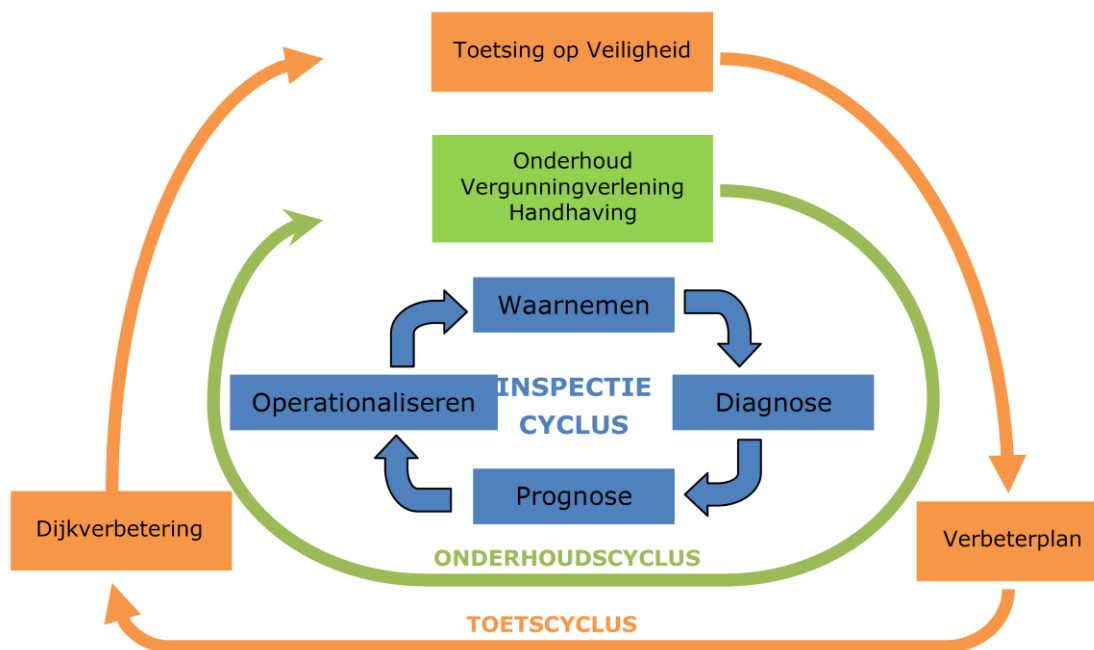 Toetsing op Veiligheid
Onderhoud
Vergunningverlening
Handhaving
Waarnemen
Operationaliseren
INSPECTIE
CYCLUS
Diagnose
Prognose
Dijkverbetering
Verbeterplan
ONDERHOUDSCYCLUS
TOETSCYCLUS